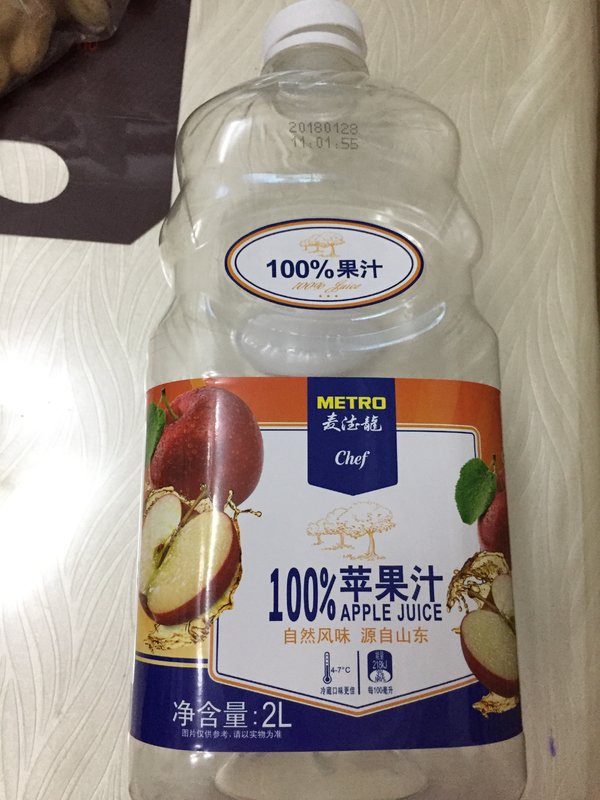 20180128
11:01:55
100%果汁
100% Juice
METRO
麦德龍
Chef
100%苹果汁
APPLE JUICE
自然风味 源自山东
4-7°C
冷藏口味更佳
能量
218kJ
每100毫升
净含量:2L
图片仅供参考,请以实物为准